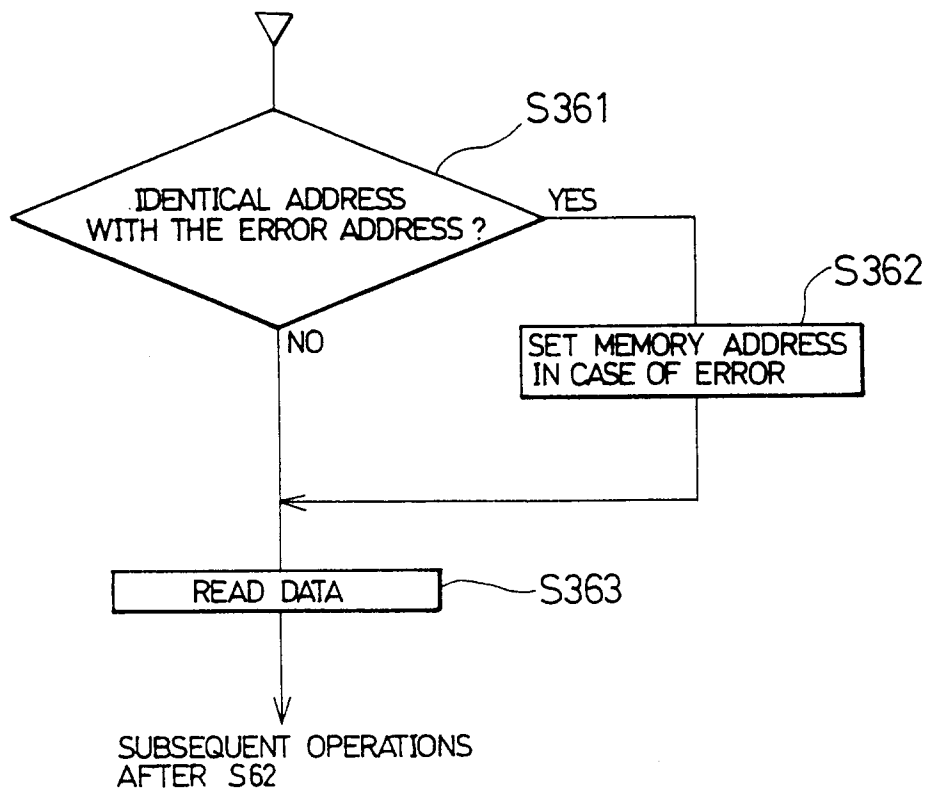 S361
IDENTICAL ADDRESS
WITH THE ERROR ADDRESS?
YES
S362
NO
SET MEMORY ADDRESS
IN CASE OF ERROR
READ DATA
S363
SUBSEQUENT OPERATIONS
AFTER S62